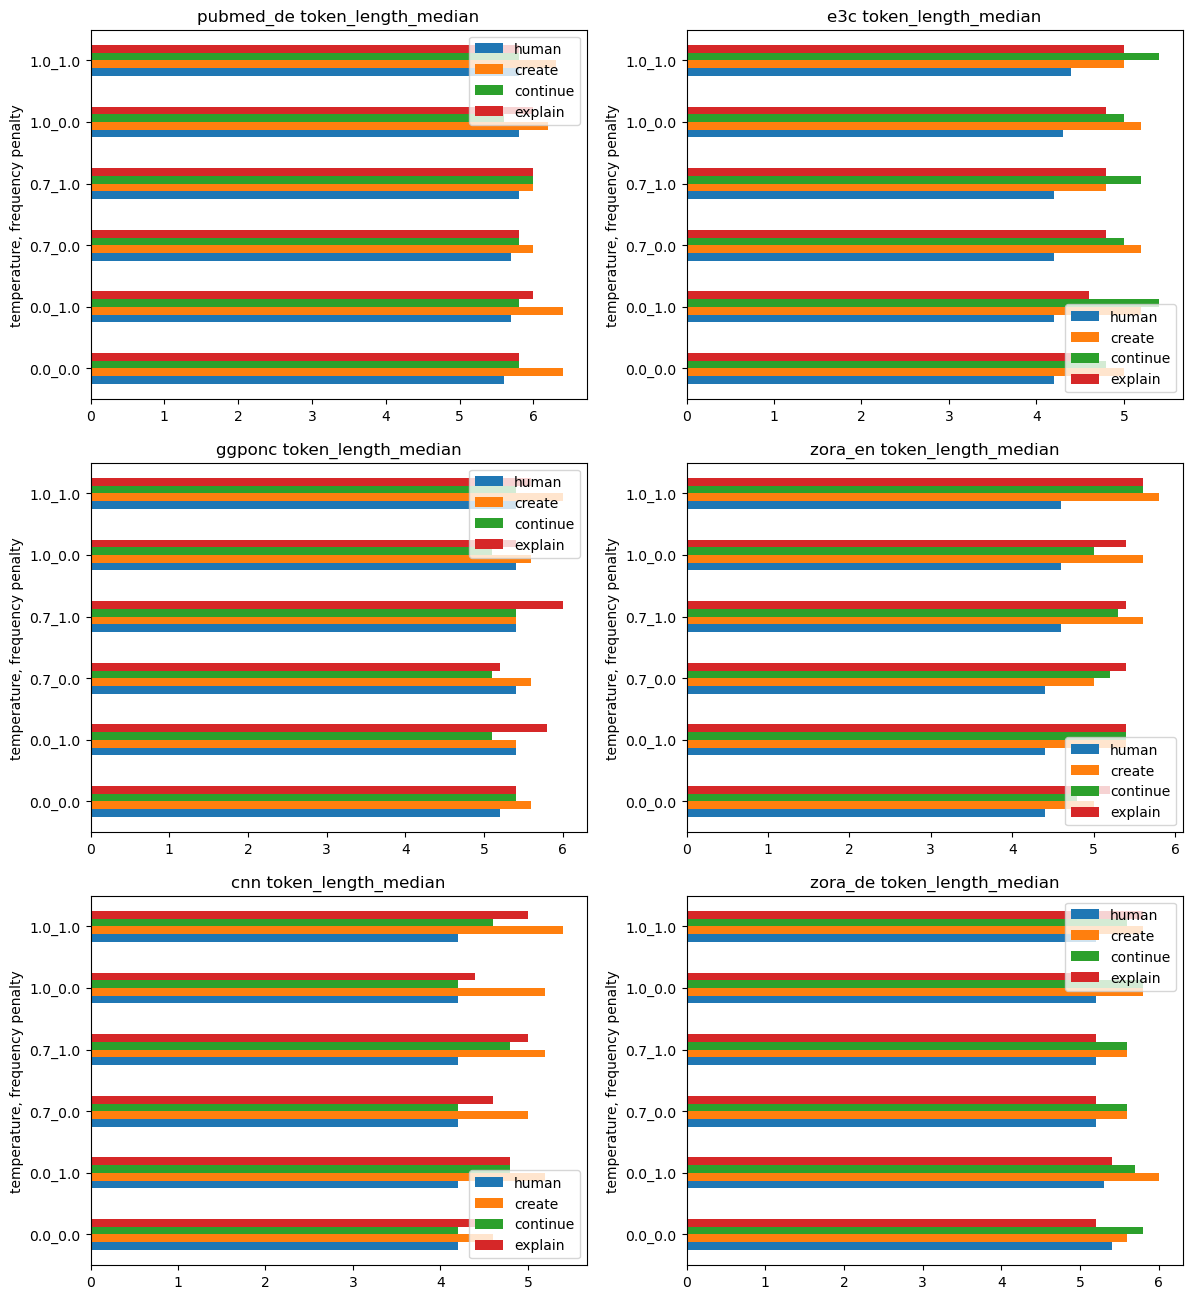 pubmed_de token_length_median
temperature, frequency penalty
1.0_1.0
1.0_0.0
0.7_1.0
0.7_0.0
0.0_1.0
0.0_0.0
0 1 2 3 4 5 6
human
create
continue
explain
e3c token_length_median
temperature, frequency penalty
1.0_1.0
1.0_0.0
0.7_1.0
0.7_0.0
0.0_1.0
0.0_0.0
0 1 2 3 4 5
human
create
continue
explain
ggponc token_length_median
temperature, frequency penalty
1.0_1.0
1.0_0.0
0.7_1.0
0.7_0.0
0.0_1.0
0.0_0.0
0 1 2 3 4 5 6
human
create
continue
explain
zora_en token_length_median
temperature, frequency penalty
1.0_1.0
1.0_0.0
0.7_1.0
0.7_0.0
0.0_1.0
0.0_0.0
0 1 2 3 4 5 6
human
create
continue
explain
cnn token_length_median
temperature, frequency penalty
1.0_1.0
1.0_0.0
0.7_1.0
0.7_0.0
0.0_1.0
0.0_0.0
0 1 2 3 4 5
human
create
continue
explain
zora_de token_length_median
temperature, frequency penalty
1.0_1.0
1.0_0.0
0.7_1.0
0.7_0.0
0.0_1.0
0.0_0.0
0 1 2 3 4 5 6
human
create
continue
explain